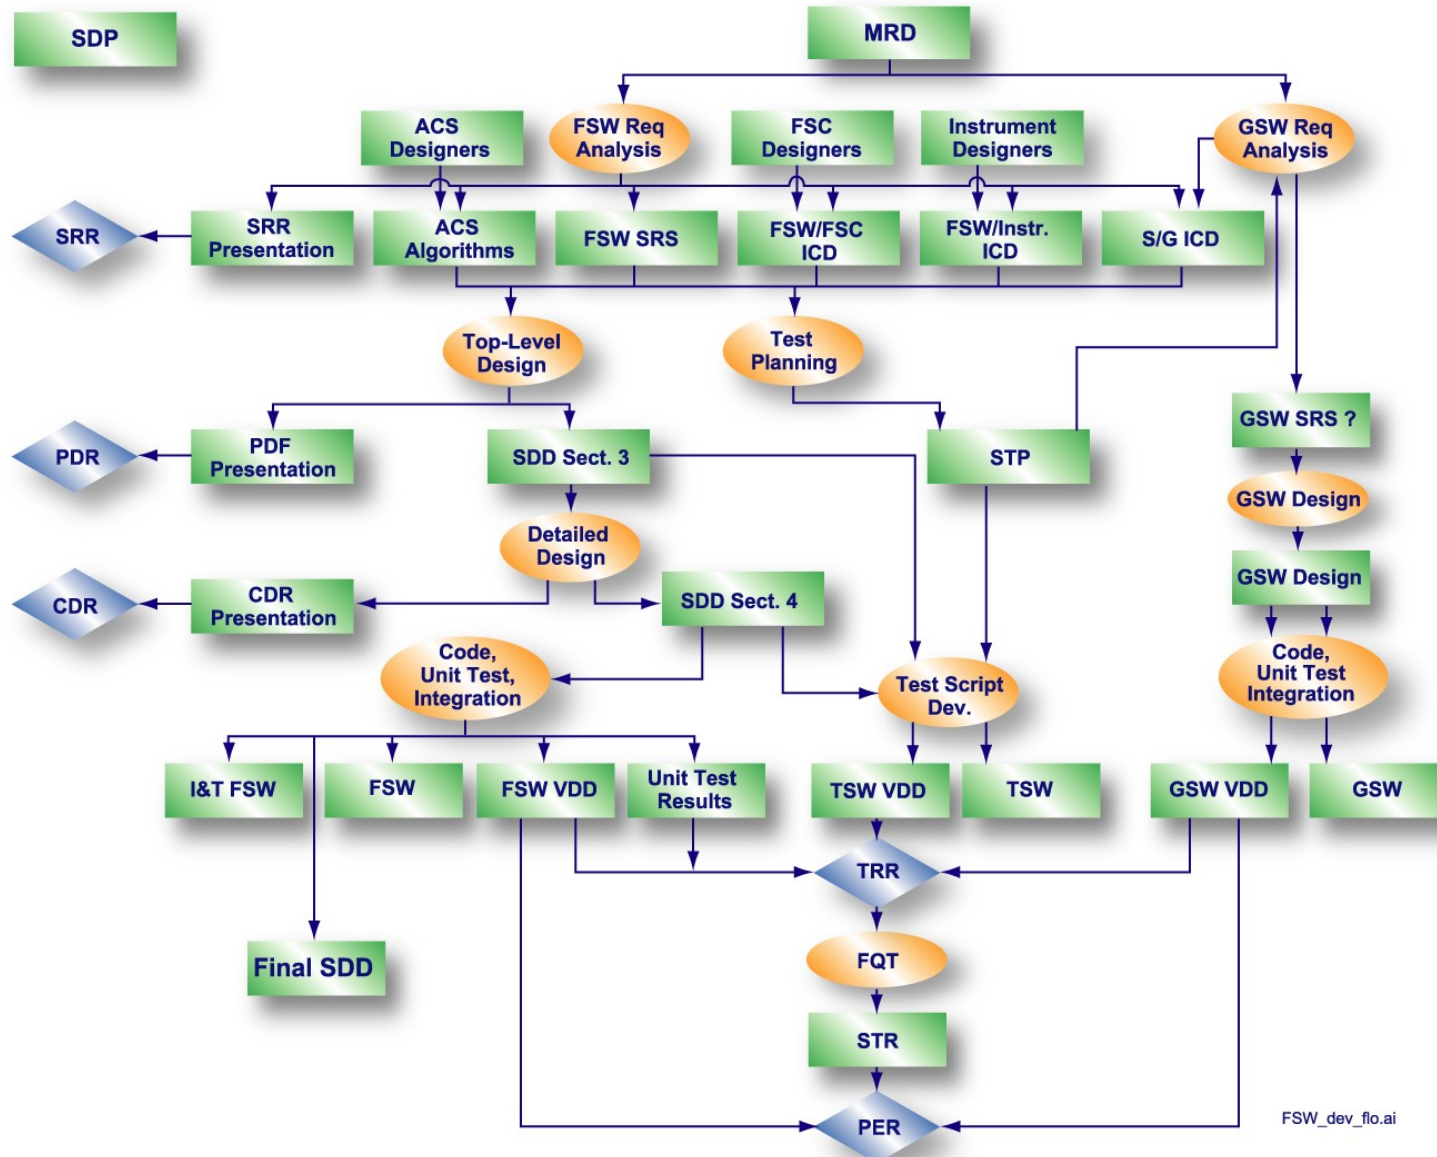 SDP
MRD
ACS
Designers
FSW Req
Analysis
FSC
Designers
Instrument
Designers
GSW Req
Analysis
SRR
SRR
Presentation
ACS
Algorithms
FSW SRS
FSW/FSC
ICD
FSW/Instr.
ICD
S/G ICD
Top-Level
Design
Test
Planning
GSW SRS ?
PDR
PDF
Presentation
SDD Sect. 3
STP
GSW Design
Detailed
Design
GSW Design
CDR
CDR
Presentation
SDD Sect. 4
Code,
Unit Test,
Integration
Test Script
Dev.
Code,
Unit Test
Integration
I&T FSW
FSW
FSW VDD
Unit Test
Results
TSW VDD
TSW
GSW VDD
GSW
TRR
Final SDD
FQT
STR
PER
FSW_dev_flo.ai